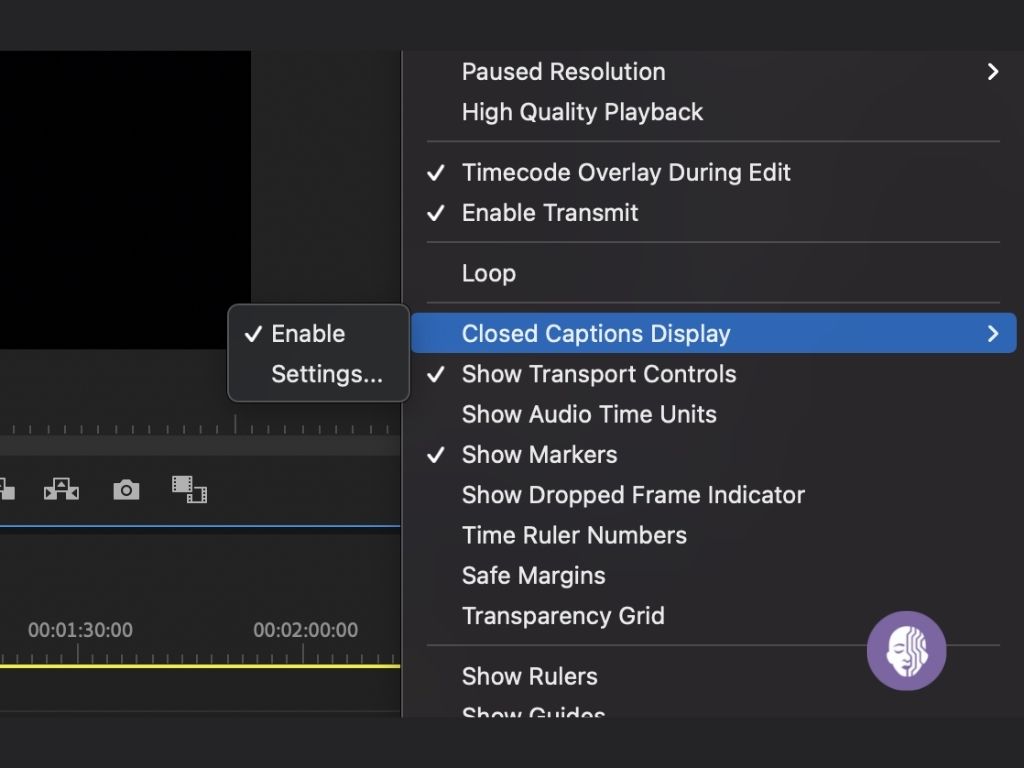 Paused Resolution
High Quality Playback
Timecode Overlay During Edit
Enable Transmit
Loop
Closed Captions Display
Enable
Settings...
Show Transport Controls
Show Audio Time Units
Show Markers
Show Dropped Frame Indicator
Time Ruler Numbers
Safe Margins
Transparency Grid
00:01:30:00
00:02:00:00
Show Rulers
Show Guides